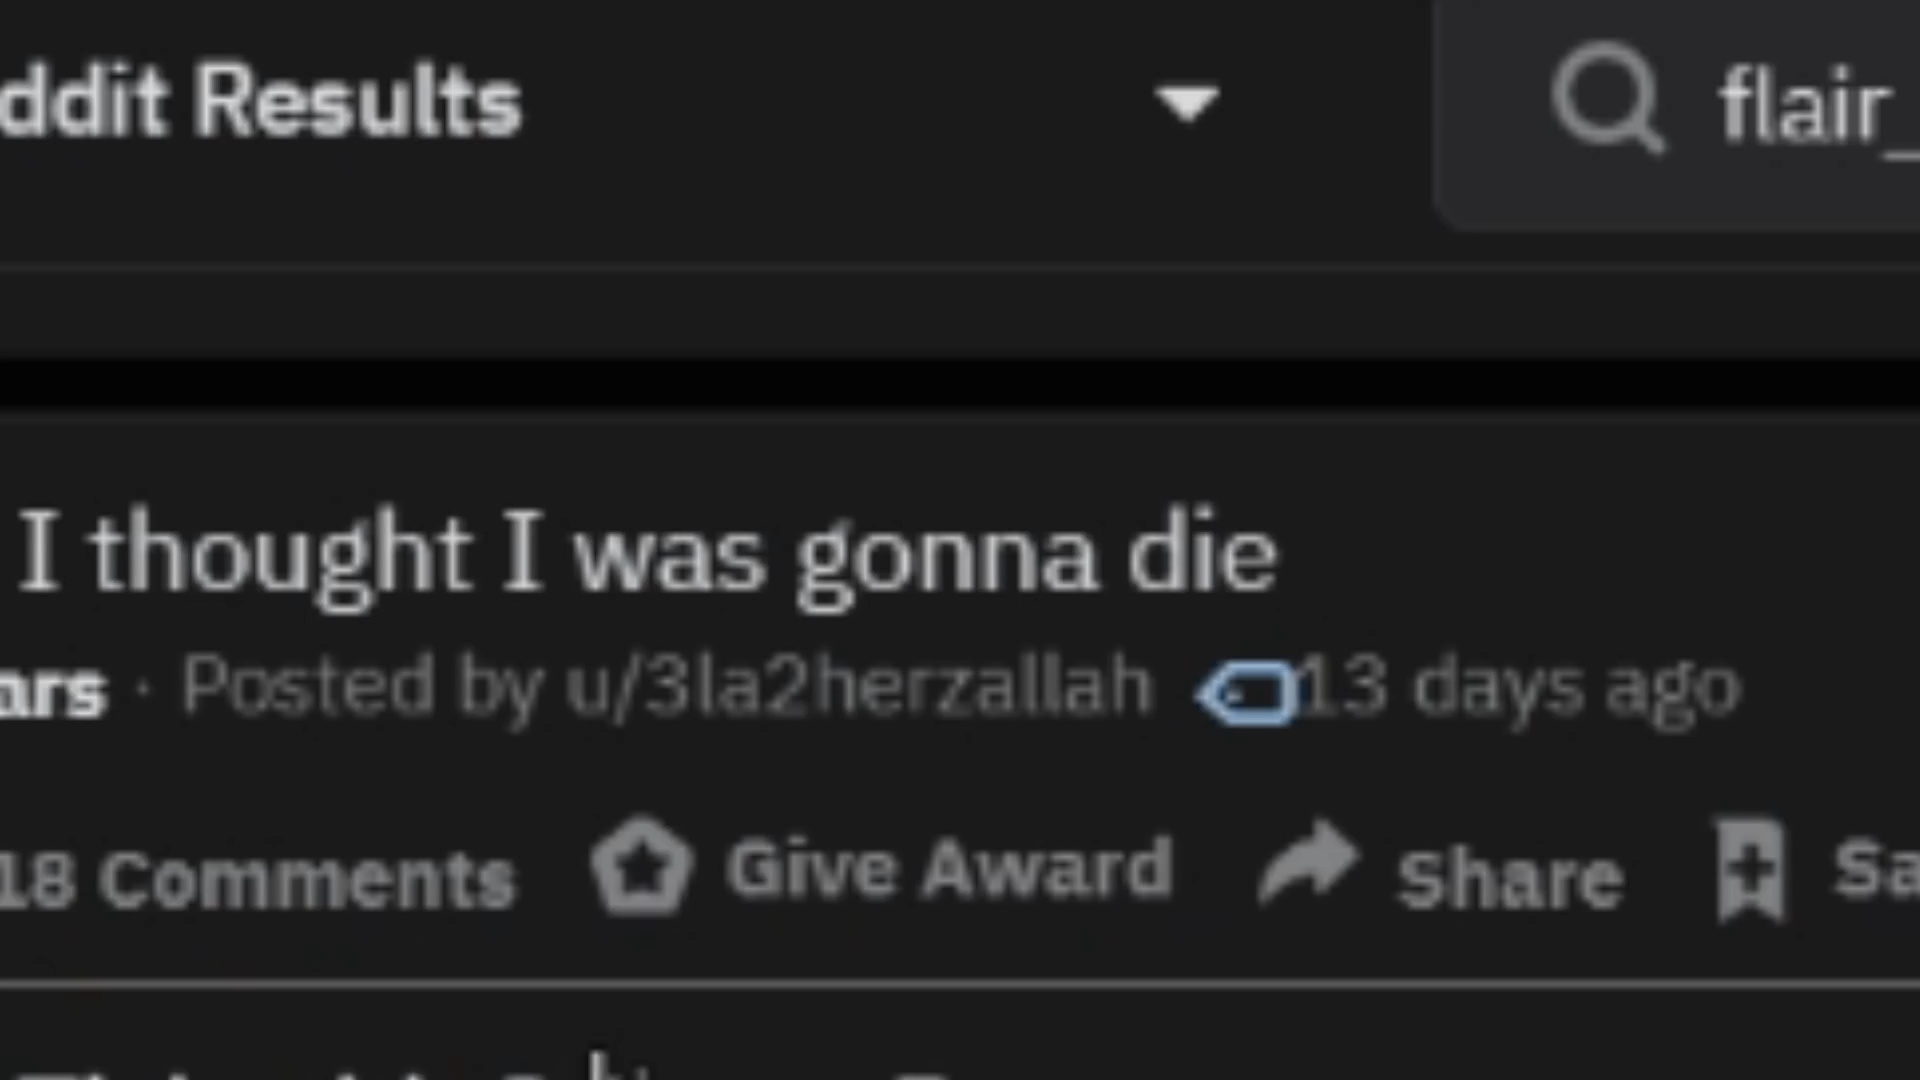 ddit Results
flair_
I thought I was gonna die
ars · Posted by u/3la2herzallah 13 days ago
18 Comments Give Award Share Sa